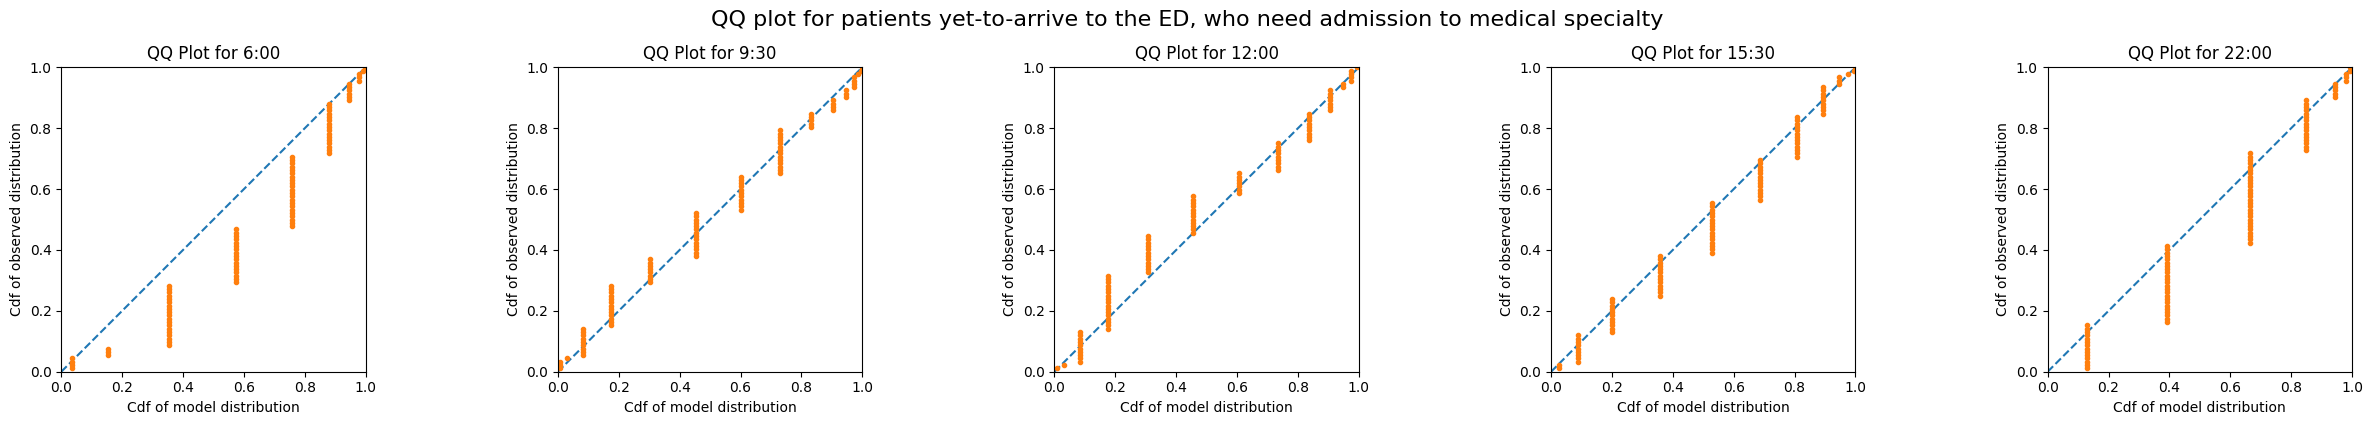 QQ plot for patients yet-to-arrive to the ED, who need admission to medical specialty
QQ Plot for 6:00
Cdf of observed distribution
1.0
0.8
0.6
0.4
0.2
0.0
0.0 0.2 0.4 0.6 0.8 1.0
Cdf of model distribution
QQ Plot for 9:30
Cdf of observed distribution
1.0
0.8
0.6
0.4
0.2
0.0
0.0 0.2 0.4 0.6 0.8 1.0
Cdf of model distribution
QQ Plot for 12:00
Cdf of observed distribution
1.0
0.8
0.6
0.4
0.2
0.0
0.0 0.2 0.4 0.6 0.8 1.0
Cdf of model distribution
QQ Plot for 15:30
Cdf of observed distribution
1.0
0.8
0.6
0.4
0.2
0.0
0.0 0.2 0.4 0.6 0.8 1.0
Cdf of model distribution
QQ Plot for 22:00
Cdf of observed distribution
1.0
0.8
0.6
0.4
0.2
0.0
0.0 0.2 0.4 0.6 0.8 1.0
Cdf of model distribution